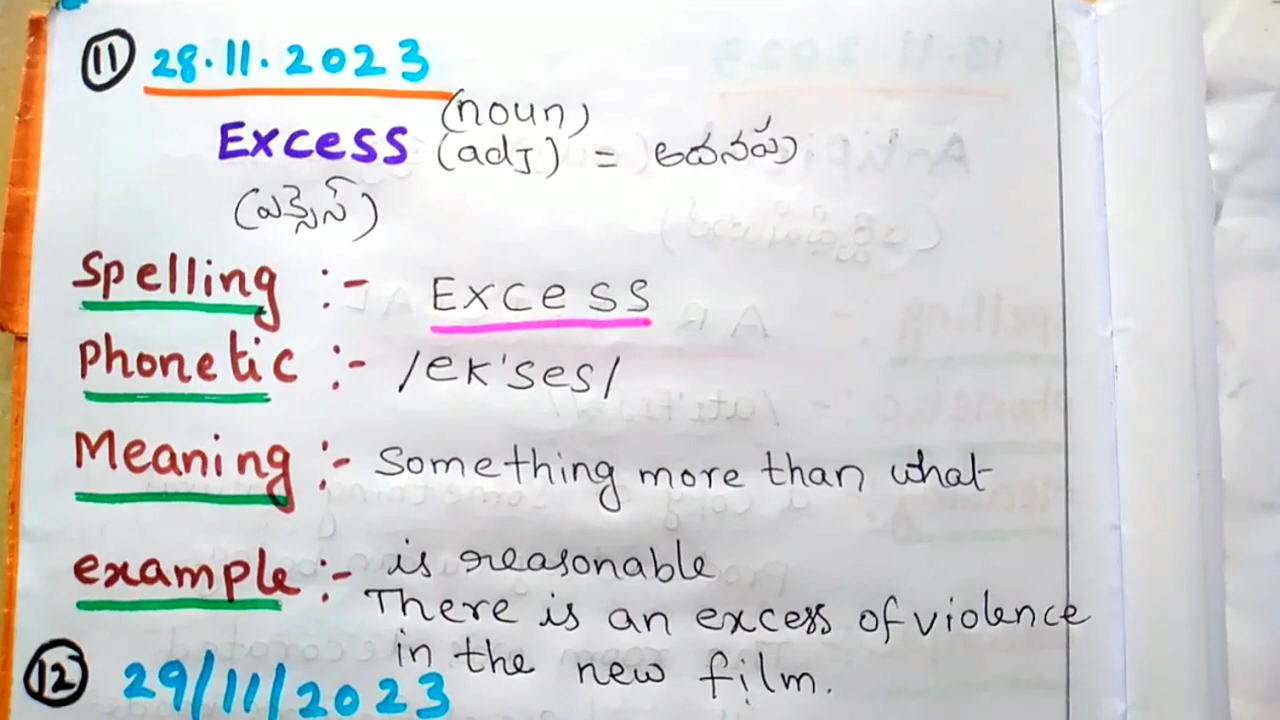 11 28.11.2023
(noun)
Excess (adj) = అదనపు
(ఎక్సెస్)
Spelling :- Excess
Phonetic :- /ek'ses/
Meaning :- Something more than what
is reasonable
example :- There is an excess of violence
in the new film.
12 29/11/2023